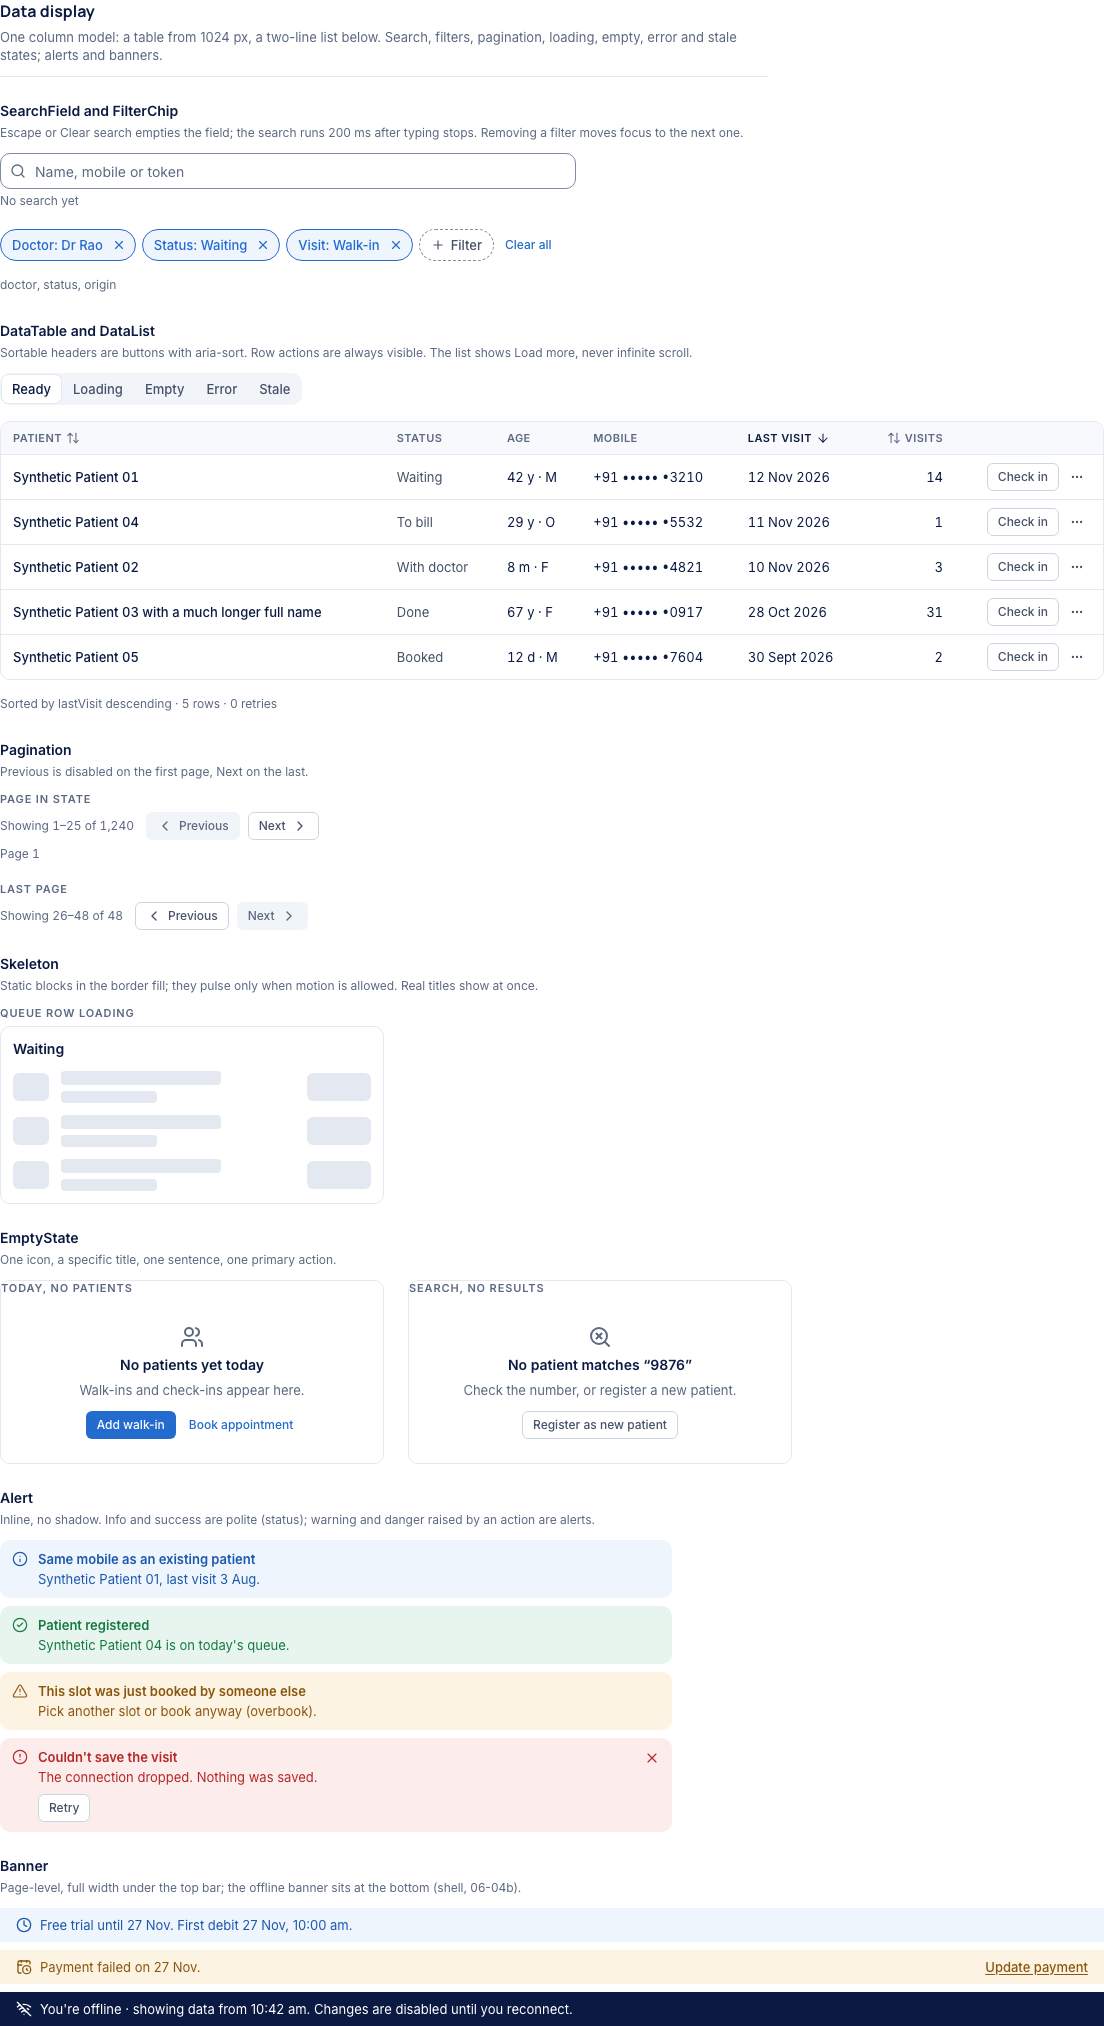 Data display
One column model: a table from 1024 px, a two-line list below. Search, filters, pagination, loading, empty, error and stale
states; alerts and banners.
SearchField and FilterChip
Escape or Clear search empties the field; the search runs 200 ms after typing stops. Removing a filter moves focus to the next one.
Name, mobile or token
No search yet
Doctor: Dr Rao Status: Waiting Visit: Walk-in Filter Clear all
doctor, status, origin
DataTable and DataList
Sortable headers are buttons with aria-sort. Row actions are always visible. The list shows Load more, never infinite scroll.
Ready Loading Empty Error Stale
PATIENT STATUS AGE MOBILE LAST VISIT VISITS
Synthetic Patient 01 Waiting 42 y · M +91 ••••• •3210 12 Nov 2026 14 Check in
Synthetic Patient 04 To bill 29 y · O +91 ••••• •5532 11 Nov 2026 1 Check in
Synthetic Patient 02 With doctor 8 m · F +91 ••••• •4821 10 Nov 2026 3 Check in
Synthetic Patient 03 with a much longer full name Done 67 y · F +91 ••••• •0917 28 Oct 2026 31 Check in
Synthetic Patient 05 Booked 12 d · M +91 ••••• •7604 30 Sept 2026 2 Check in
Sorted by lastVisit descending · 5 rows · 0 retries
Pagination
Previous is disabled on the first page, Next on the last.
PAGE IN STATE
Showing 1–25 of 1,240 Previous Next
Page 1
LAST PAGE
Showing 26–48 of 48 Previous Next
Skeleton
Static blocks in the border fill; they pulse only when motion is allowed. Real titles show at once.
QUEUE ROW LOADING
Waiting
EmptyState
One icon, a specific title, one sentence, one primary action.
TODAY, NO PATIENTS
No patients yet today
Walk-ins and check-ins appear here.
Add walk-in Book appointment
SEARCH, NO RESULTS
No patient matches “9876”
Check the number, or register a new patient.
Register as new patient
Alert
Inline, no shadow. Info and success are polite (status); warning and danger raised by an action are alerts.
Same mobile as an existing patient
Synthetic Patient 01, last visit 3 Aug.
Patient registered
Synthetic Patient 04 is on today's queue.
This slot was just booked by someone else
Pick another slot or book anyway (overbook).
Couldn't save the visit
The connection dropped. Nothing was saved.
Retry
Banner
Page-level, full width under the top bar; the offline banner sits at the bottom (shell, 06-04b).
Free trial until 27 Nov. First debit 27 Nov, 10:00 am.
Payment failed on 27 Nov. Update payment
You're offline · showing data from 10:42 am. Changes are disabled until you reconnect.